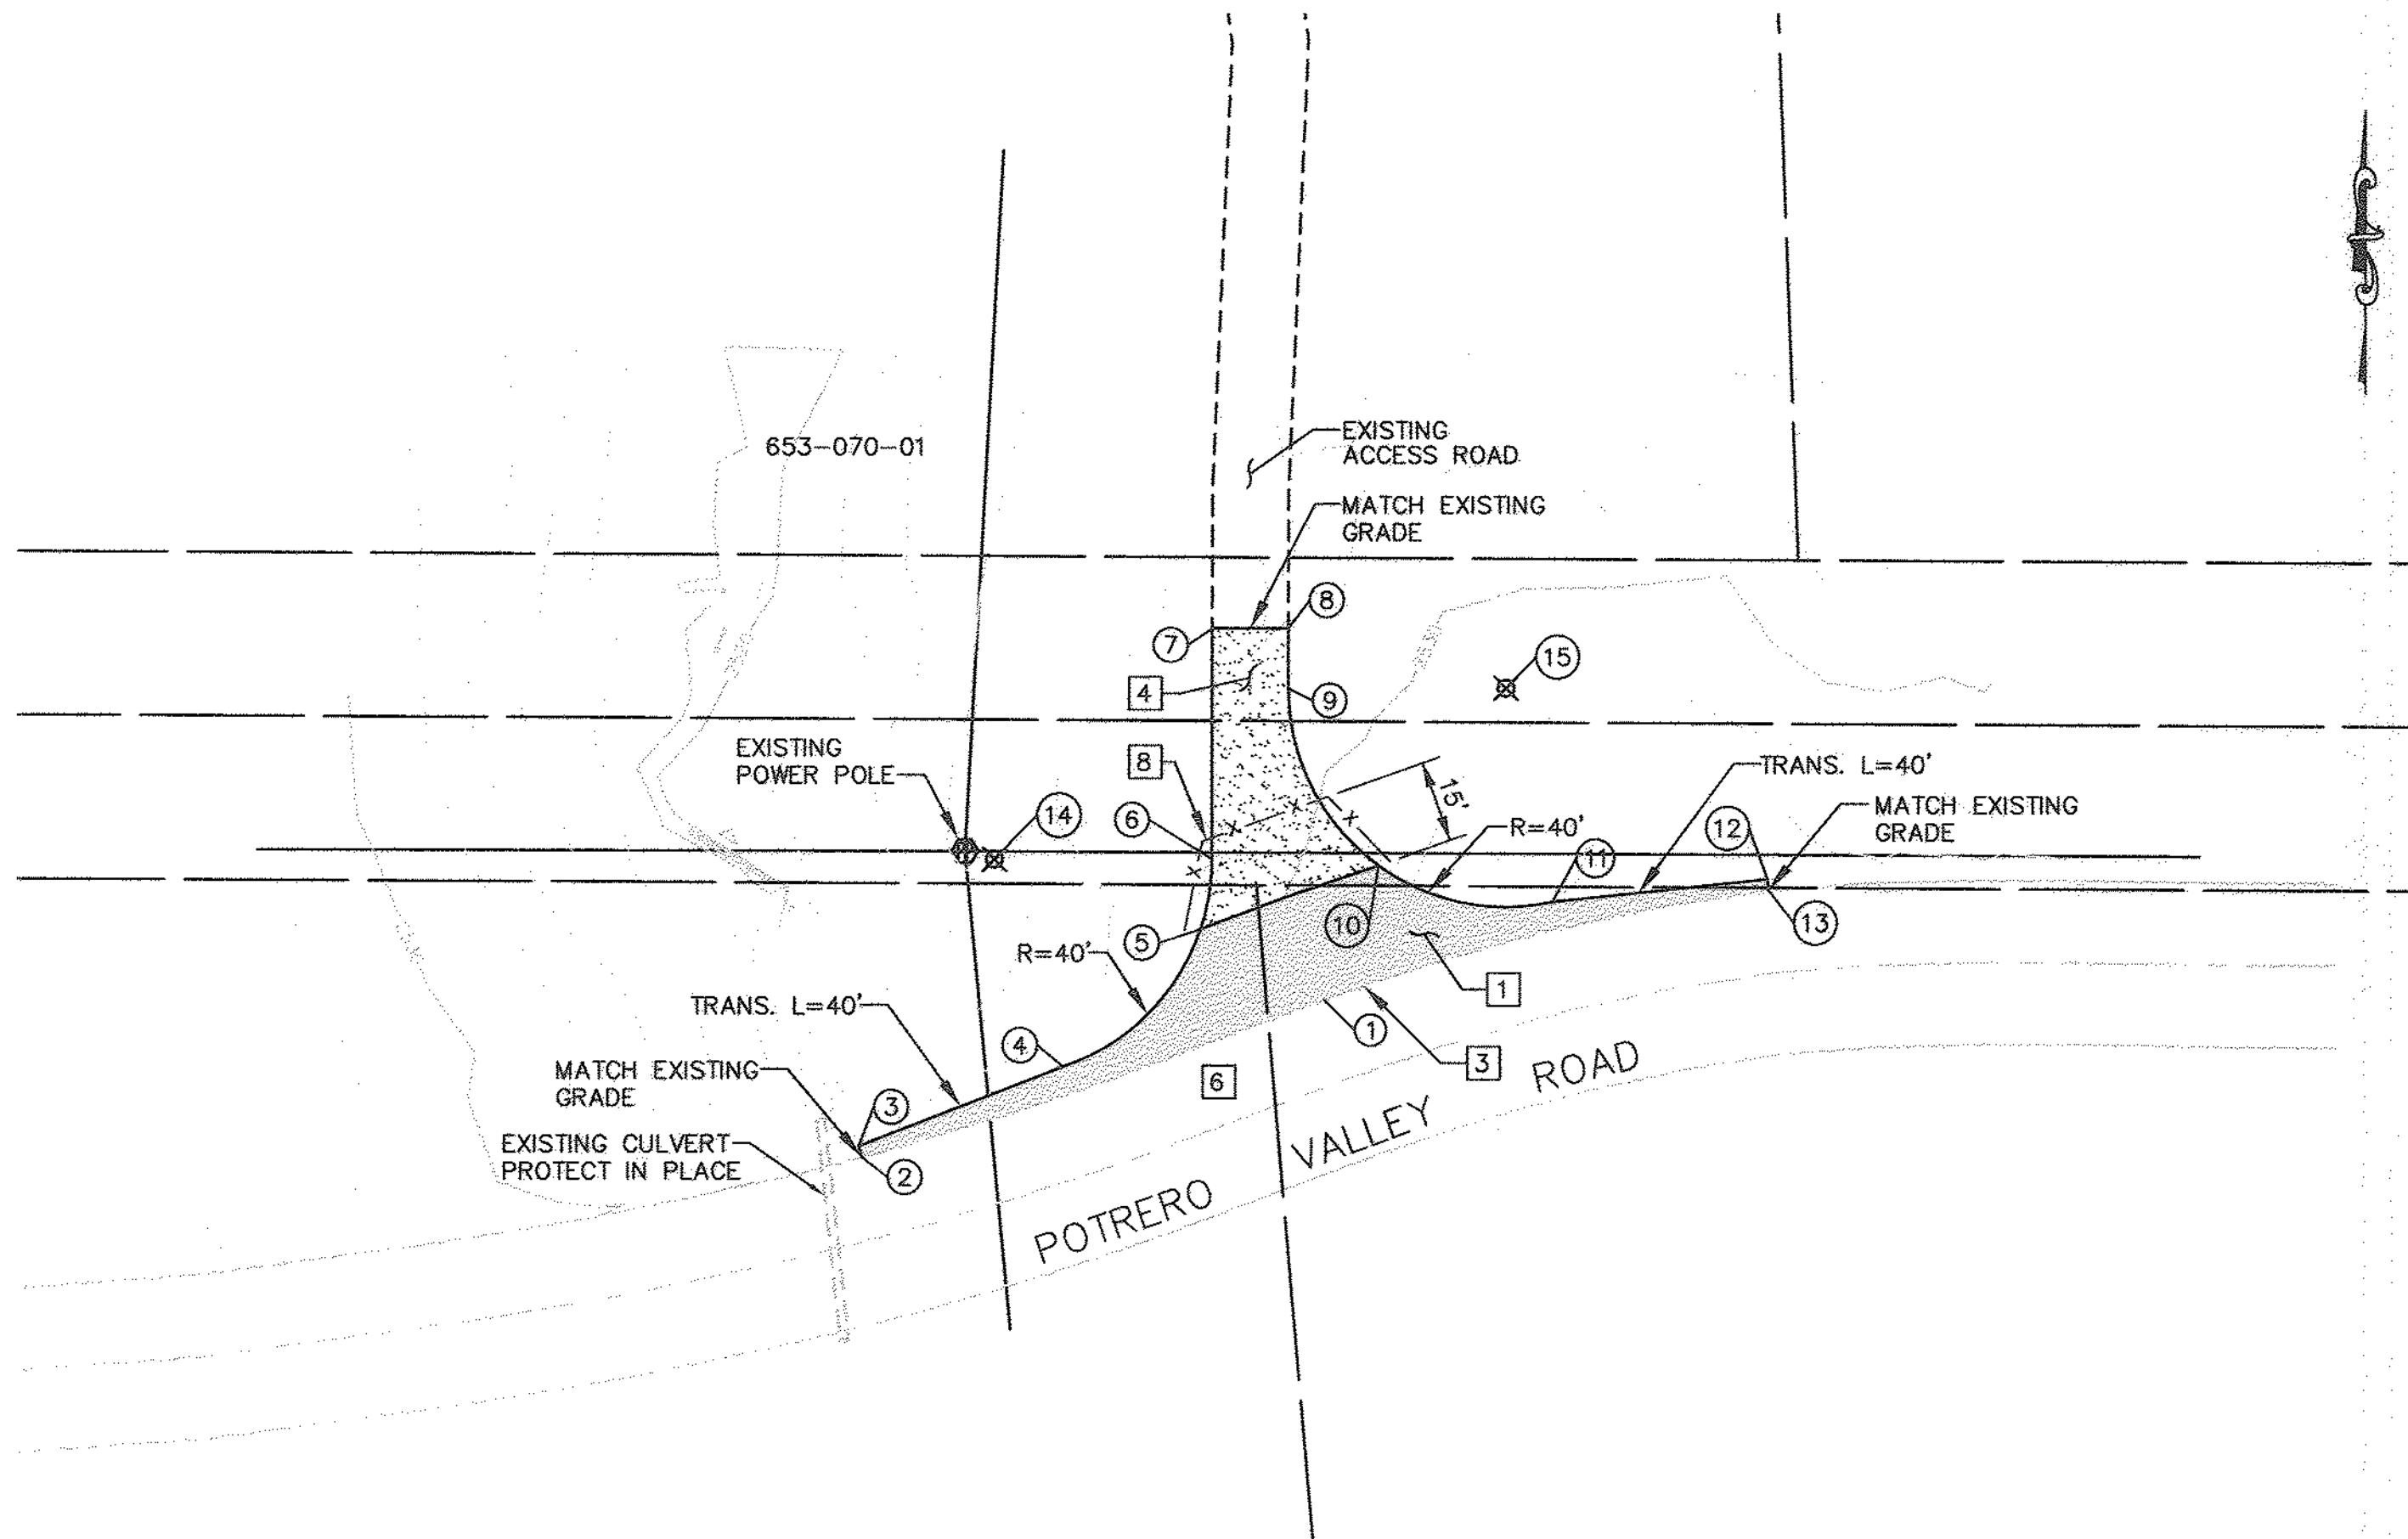 653-070-01
EXISTING
ACCESS ROAD
MATCH EXISTING
GRADE
8
7
15
4
9
EXISTING
POWER POLE
8
14
6
15'
TRANS. L=40'
R=40'
12
MATCH EXISTING
GRADE
11
10
13
5
R=40'
1
TRANS. L=40'
4
1
3
6
MATCH EXISTING
GRADE
3
EXISTING CULVERT
PROTECT IN PLACE
2
POTRERO VALLEY ROAD